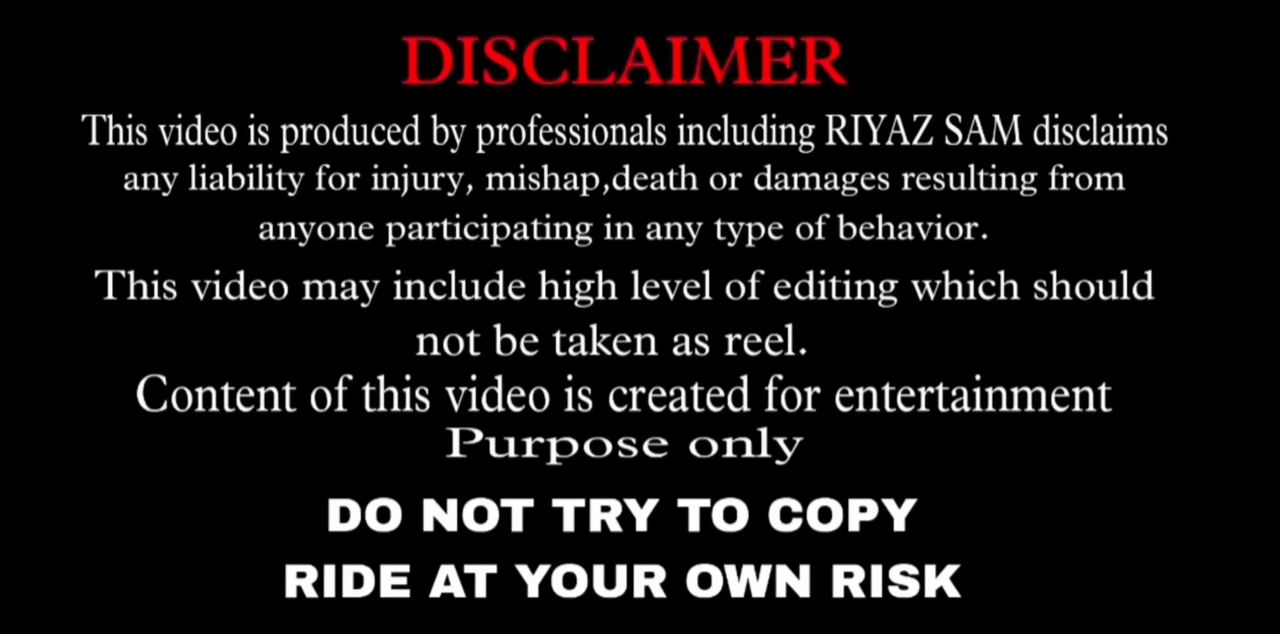 DISCLAIMER
This video is produced by professionals including RIYAZ SAM disclaims
any liability for injury, mishap,death or damages resulting from
anyone participating in any type of behavior.
This video may include high level of editing which should
not be taken as reel.
Content of this video is created for entertainment
Purpose only
DO NOT TRY TO COPY
RIDE AT YOUR OWN RISK